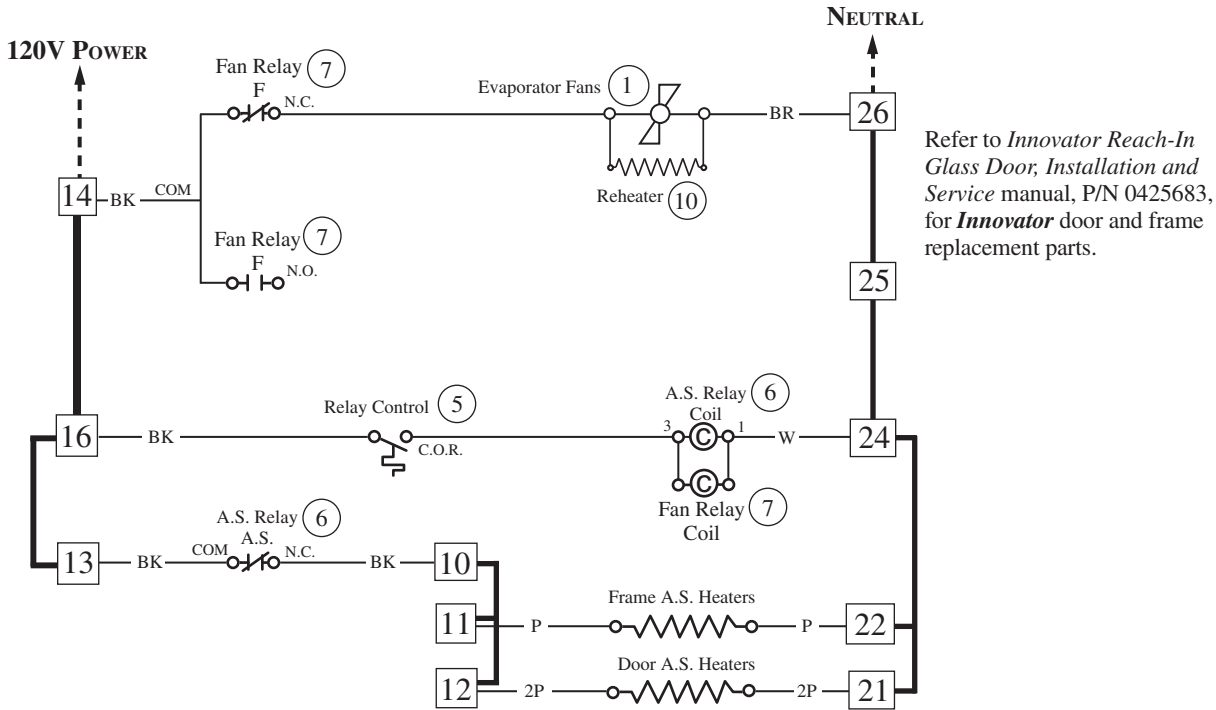 120V POWER
NEUTRAL
Fan Relay 7
F
N.C.
Evaporator Fans 1
BR
26
Reheater 10
14
BK
COM
Fan Relay 7
F
N.O.
Refer to Innovator Reach-In
Glass Door, Installation and
Service manual, P/N 0425683,
for Innovator door and frame
replacement parts.
25
16
BK
Relay Control 5
C.O.R.
A.S. Relay 6
Coil
3
C
1
W
24
C
Fan Relay 7
Coil
A.S. Relay 6
A.S.
13
BK
COM
N.C.
BK
10
Frame A.S. Heaters
11
P
P
22
Door A.S. Heaters
12
2P
2P
21